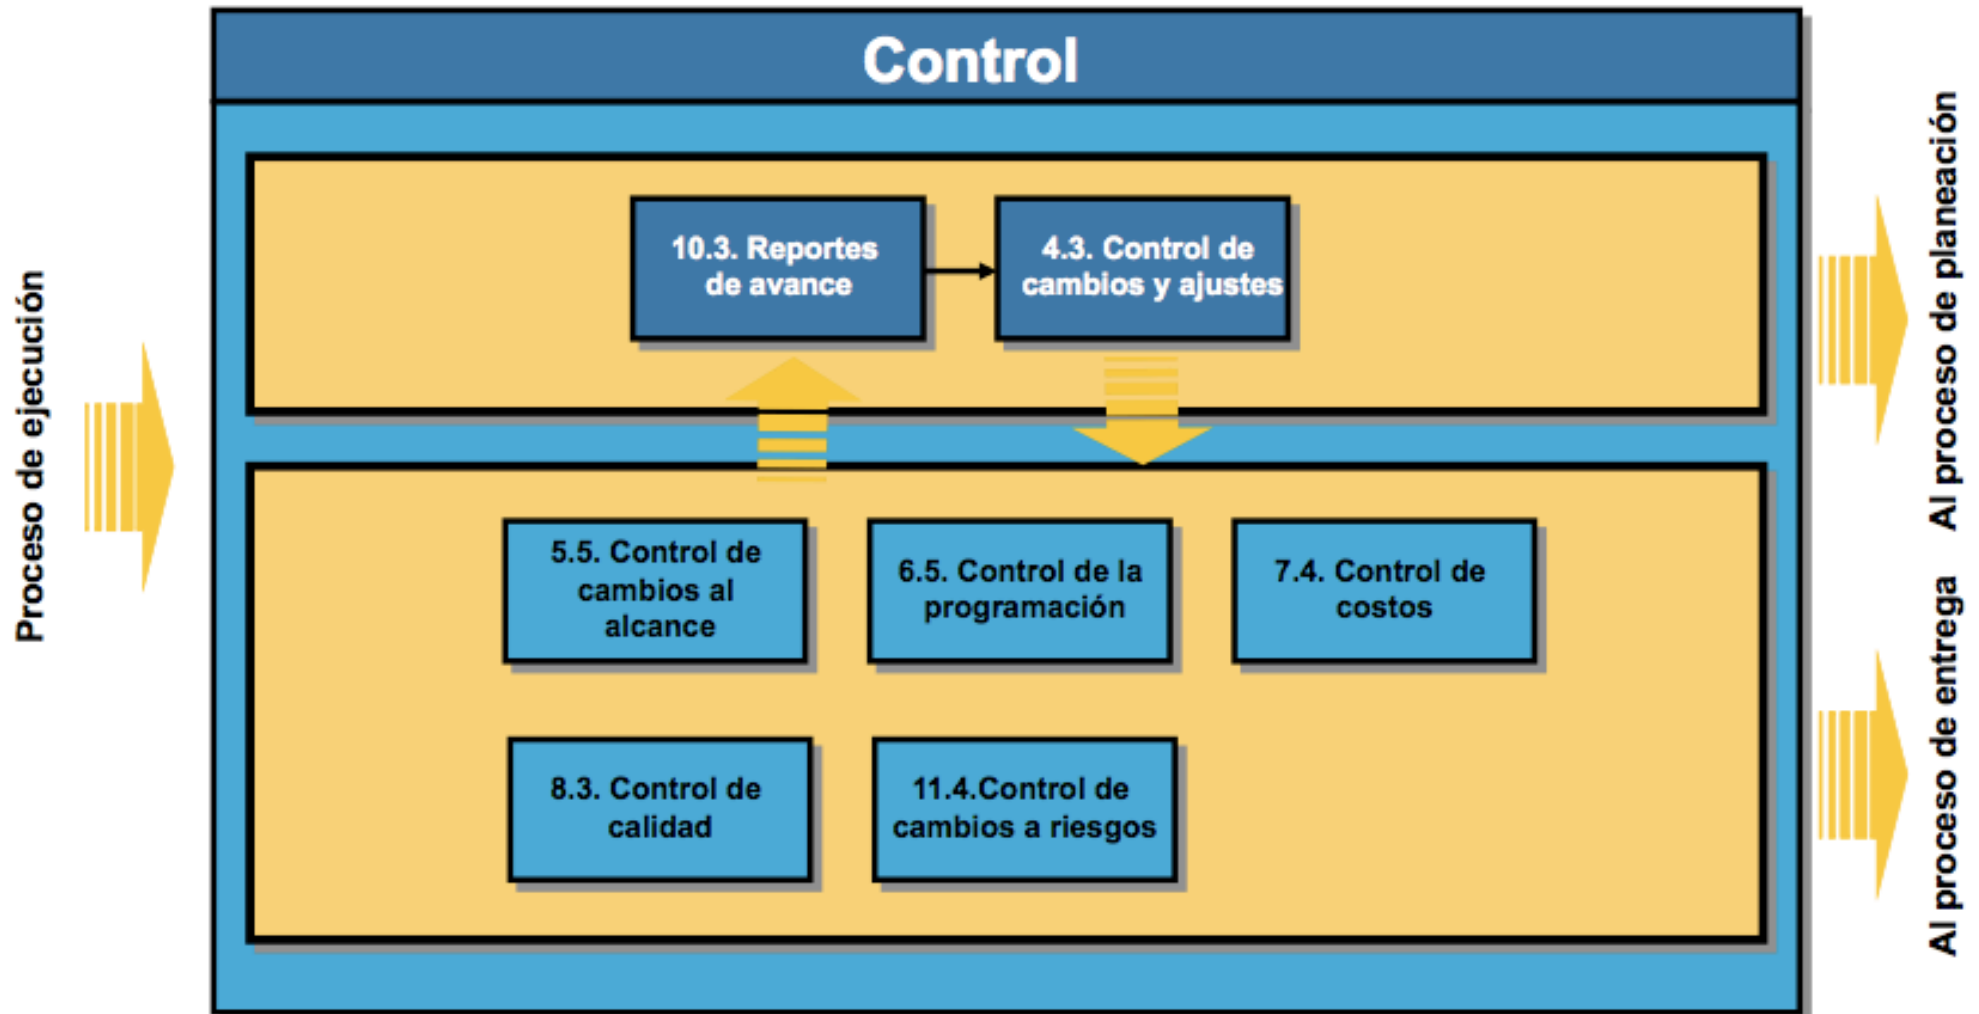 Control
Proceso de ejecución
10.3. Reportes
de avance
4.3. Control de
cambios y ajustes
5.5. Control de
cambios al
alcance
6.5. Control de la
programación
7.4. Control de
costos
8.3. Control de
calidad
11.4.Control de
cambios a riesgos
Al proceso de planeación
Al proceso de entrega